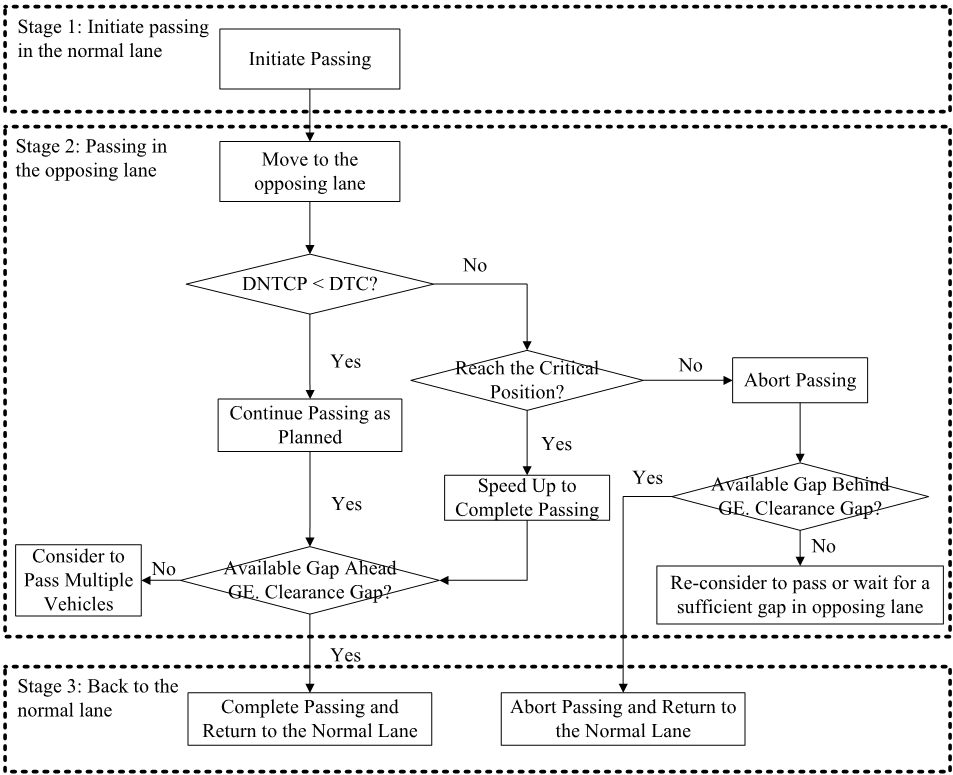 Stage 1: Initiate passing
in the normal lane
Initiate Passing
Stage 2: Passing in
the opposing lane
Move to the
opposing lane
DNTCP < DTC?
No
Yes
Reach the Critical
Position?
No
Abort Passing
Continue Passing as
Planned
Yes
Yes
Speed Up to
Complete Passing
Yes
Available Gap Behind
GE. Clearance Gap?
No
Consider to
Pass Multiple
Vehicles
No
Available Gap Ahead
GE. Clearance Gap?
Re-consider to pass or wait for a
sufficient gap in opposing lane
Yes
Stage 3: Back to the
normal lane
Complete Passing and
Return to the Normal Lane
Abort Passing and Return to
the Normal Lane